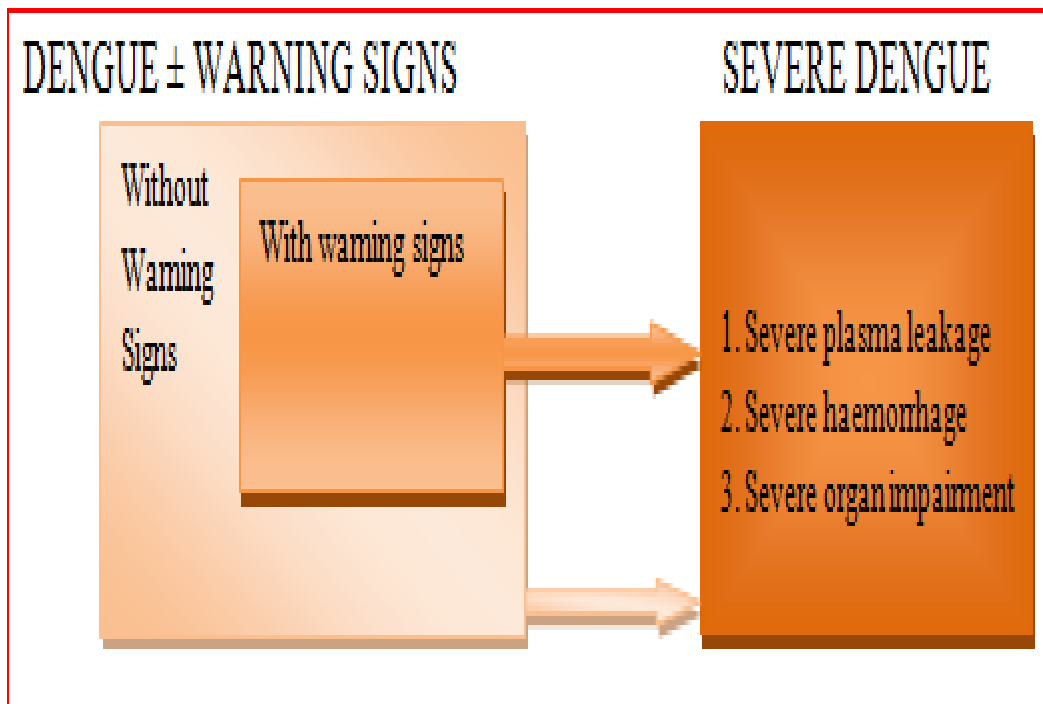 DENGUE ± WARNING SIGNS
SEVERE DENGUE
Without
Warning
Signs
With warning signs
1. Severe plasma leakage
2. Severe haemorrhage
3. Severe organ impairment